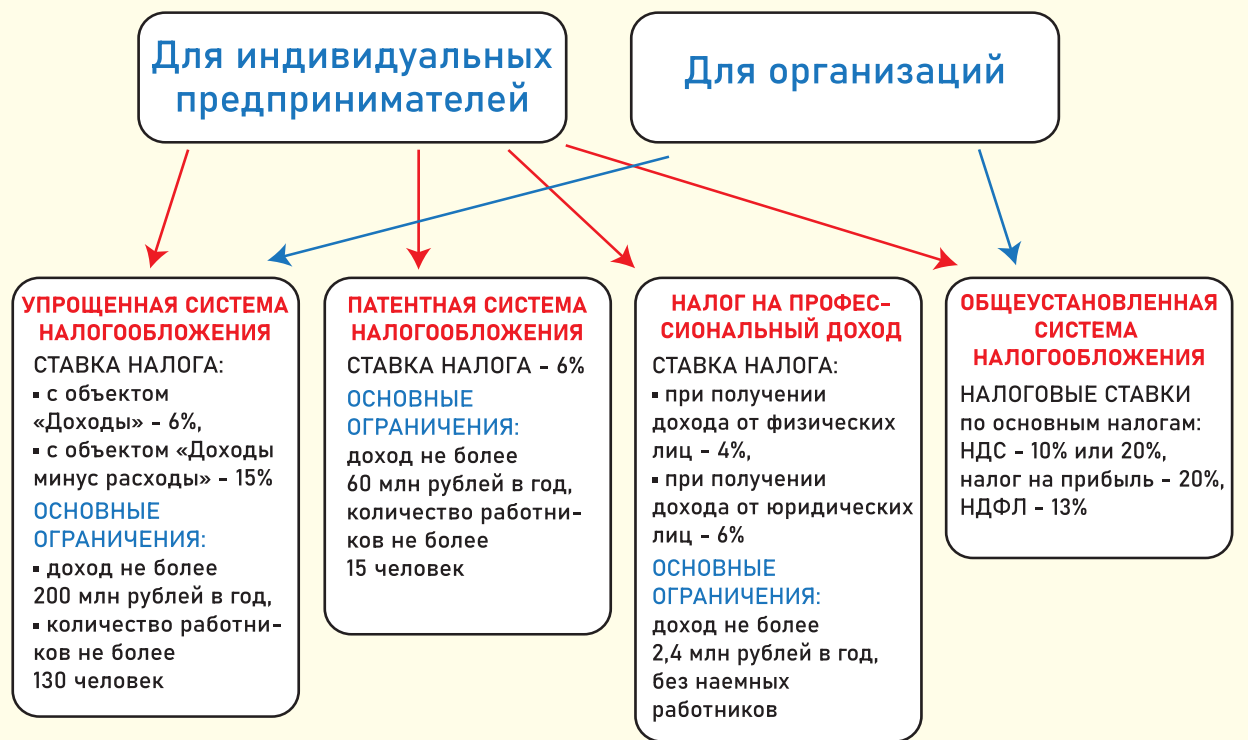 Для индивидуальных
предпринимателей
Для организаций
УПРОЩЕННАЯ СИСТЕМА
НАЛОГООБЛОЖЕНИЯ
СТАВКА НАЛОГА:
▪ с объектом
«Доходы» – 6%,
▪ с объектом «Доходы
минус расходы» – 15%
ОСНОВНЫЕ
ОГРАНИЧЕНИЯ:
▪ доход не более
200 млн рублей в год,
▪ количество работни-
ков не более
130 человек
ПАТЕНТНАЯ СИСТЕМА
НАЛОГООБЛОЖЕНИЯ
СТАВКА НАЛОГА – 6%
ОСНОВНЫЕ
ОГРАНИЧЕНИЯ:
доход не более
60 млн рублей в год,
количество работни-
ков не более
15 человек
НАЛОГ НА ПРОФЕС-
СИОНАЛЬНЫЙ ДОХОД
СТАВКА НАЛОГА:
▪ при получении
дохода от физических
лиц – 4%,
▪ при получении
дохода от юридических
лиц – 6%
ОСНОВНЫЕ
ОГРАНИЧЕНИЯ:
доход не более
2,4 млн рублей в год,
без наемных
работников
ОБЩЕУСТАНОВЛЕННАЯ
СИСТЕМА
НАЛОГООБЛОЖЕНИЯ
НАЛОГОВЫЕ СТАВКИ
по основным налогам:
НДС – 10% или 20%,
налог на прибыль – 20%,
НДФЛ – 13%